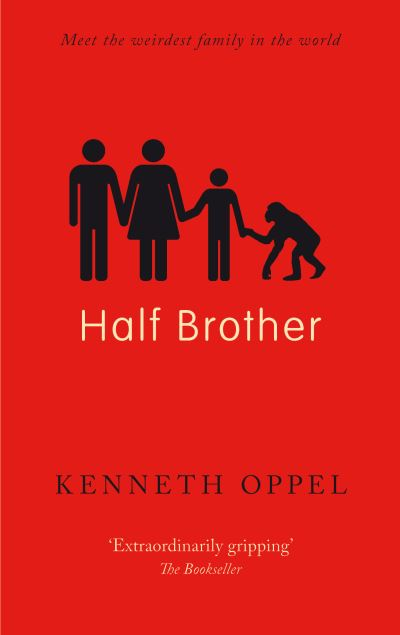 Meet the weirdest family in the world
Half Brother
KENNETH OPPEL
‘Extraordinarily gripping’
The Bookseller